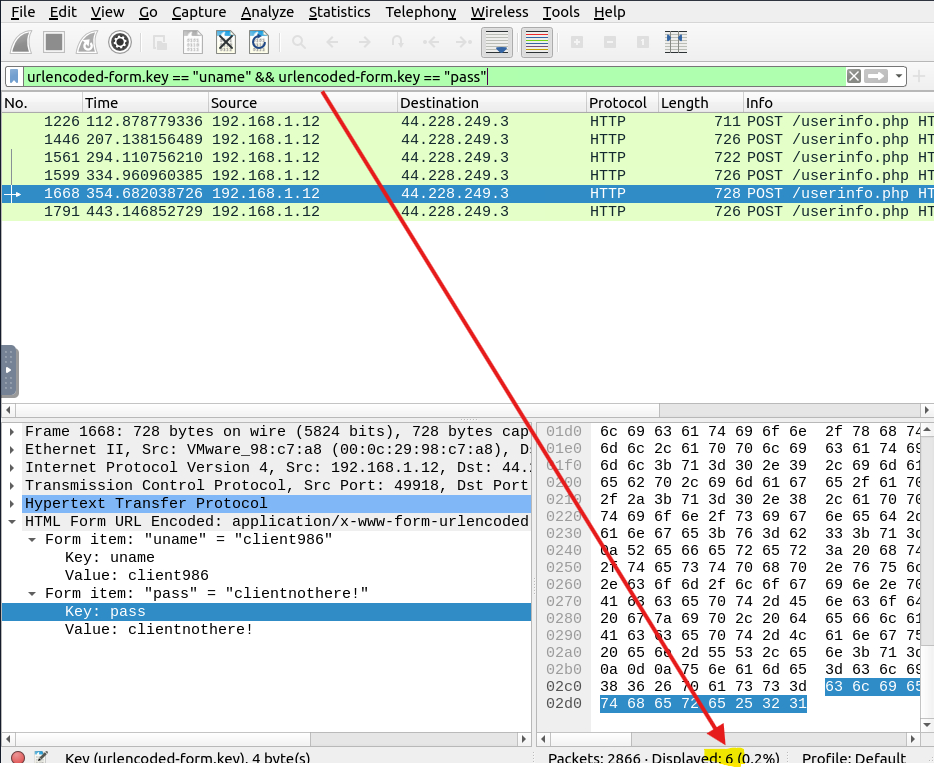 File Edit View Go Capture Analyze Statistics Telephony Wireless Tools Help
urlencoded-form.key == "uname" && urlencoded-form.key == "pass"
No. Time Source Destination Protocol Length Info
1226 112.878779336 192.168.1.12 44.228.249.3 HTTP 711 POST /userinfo.php HT
1446 207.138156489 192.168.1.12 44.228.249.3 HTTP 726 POST /userinfo.php HT
1561 294.110756210 192.168.1.12 44.228.249.3 HTTP 722 POST /userinfo.php HT
1599 334.960960385 192.168.1.12 44.228.249.3 HTTP 726 POST /userinfo.php HT
1668 354.682038726 192.168.1.12 44.228.249.3 HTTP 728 POST /userinfo.php HT
1791 443.146852729 192.168.1.12 44.228.249.3 HTTP 726 POST /userinfo.php HT
Frame 1668: 728 bytes on wire (5824 bits), 728 bytes cap
Ethernet II, Src: VMware_98:c7:a8 (00:0c:29:98:c7:a8), D
Internet Protocol Version 4, Src: 192.168.1.12, Dst: 44.
Transmission Control Protocol, Src Port: 49918, Dst Port
Hypertext Transfer Protocol
HTML Form URL Encoded: application/x-www-form-urlencoded
Form item: "uname" = "client986"
Key: uname
Value: client986
Form item: "pass" = "clientnothere!"
Key: pass
Value: clientnothere!
01d0 6c 69 63 61 74 69 6f 6e 2f 78 68 74
01e0 6d 6c 2c 61 70 70 6c 69 63 61 74 69
01f0 6d 6c 3b 71 3d 30 2e 39 2c 69 6d 61
0200 65 62 70 2c 69 6d 61 67 65 2f 61 70
0210 2f 2a 3b 71 3d 30 2e 38 2c 61 70 70
0220 74 69 6f 6e 2f 73 69 67 6e 65 64 2d
0230 61 6e 67 65 3b 76 3d 62 33 3b 71 3d
0240 0a 52 65 66 65 72 65 72 3a 20 68 74
0250 2f 74 65 73 74 70 68 70 2e 76 75 6c
0260 2e 63 6f 6d 2f 6c 6f 67 69 6e 2e 70
0270 41 63 63 65 70 74 2d 45 6e 63 6f 64
0280 20 67 7a 69 70 2c 20 64 65 66 6c 61
0290 41 63 63 65 70 74 2d 4c 61 6e 67 75
02a0 20 65 6e 2d 55 53 2c 65 6e 3b 71 3d
02b0 0a 0d 0a 75 6e 61 6d 65 3d 63 6c 69
02c0 38 36 26 70 61 73 73 3d 63 6c 69 65
02d0 74 68 65 72 65 25 32 31
Key (urlencoded-form.key), 4 byte(s) Packets: 2866 · Displayed: 6 (0.2%) Profile: Default